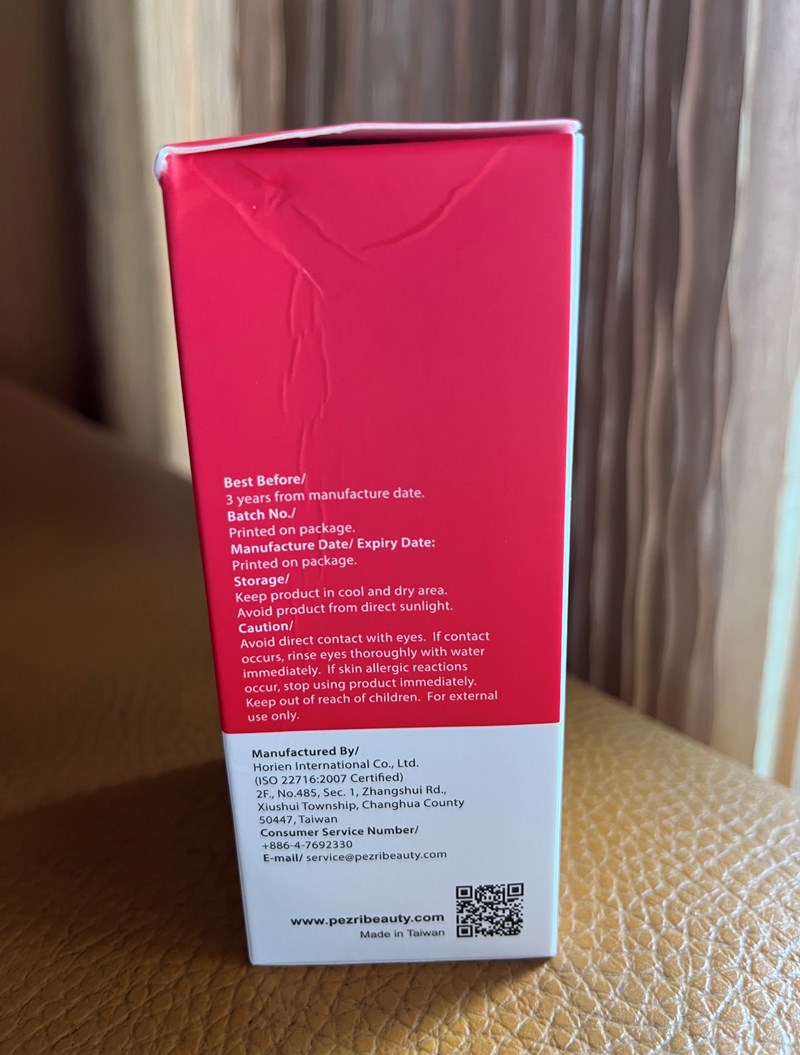 Best Before/
3 years from manufacture date.
Batch No./
Printed on package.
Manufacture Date/ Expiry Date:
Printed on package.
Storage/
Keep product in cool and dry area.
Avoid product from direct sunlight.
Caution/
Avoid direct contact with eyes. If contact
occurs, rinse eyes thoroughly with water
immediately. If skin allergic reactions
occur, stop using product immediately.
Keep out of reach of children. For external
use only.
Manufactured By/
Horien International Co., Ltd.
(ISO 22716:2007 Certified)
2F., No.485, Sec. 1, Zhangshui Rd.,
Xiushui Township, Changhua County
50447, Taiwan
Consumer Service Number/
+886-4-7692330
E-mail/ service@pezribeauty.com
www.pezribeauty.com
Made in Taiwan